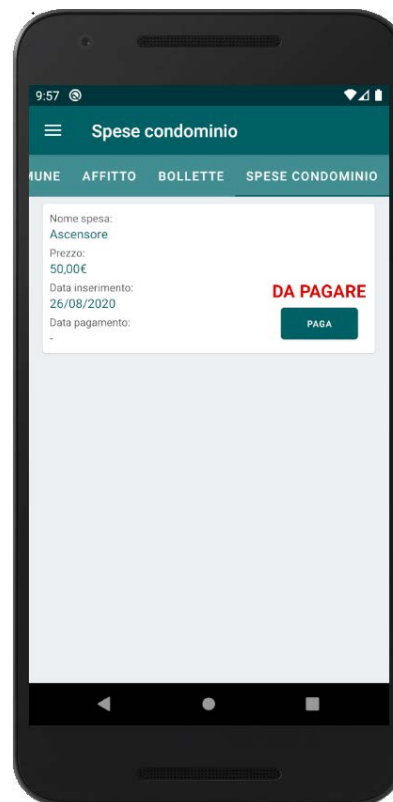 9:57
Spese condominio
MUNE AFFITTO BOLLETTE SPESE CONDOMINIO
Nome spesa:
Ascensore
Prezzo:
50,00€
Data inserimento:
26/08/2020
DA PAGARE
Data pagamento:
-
PAGA